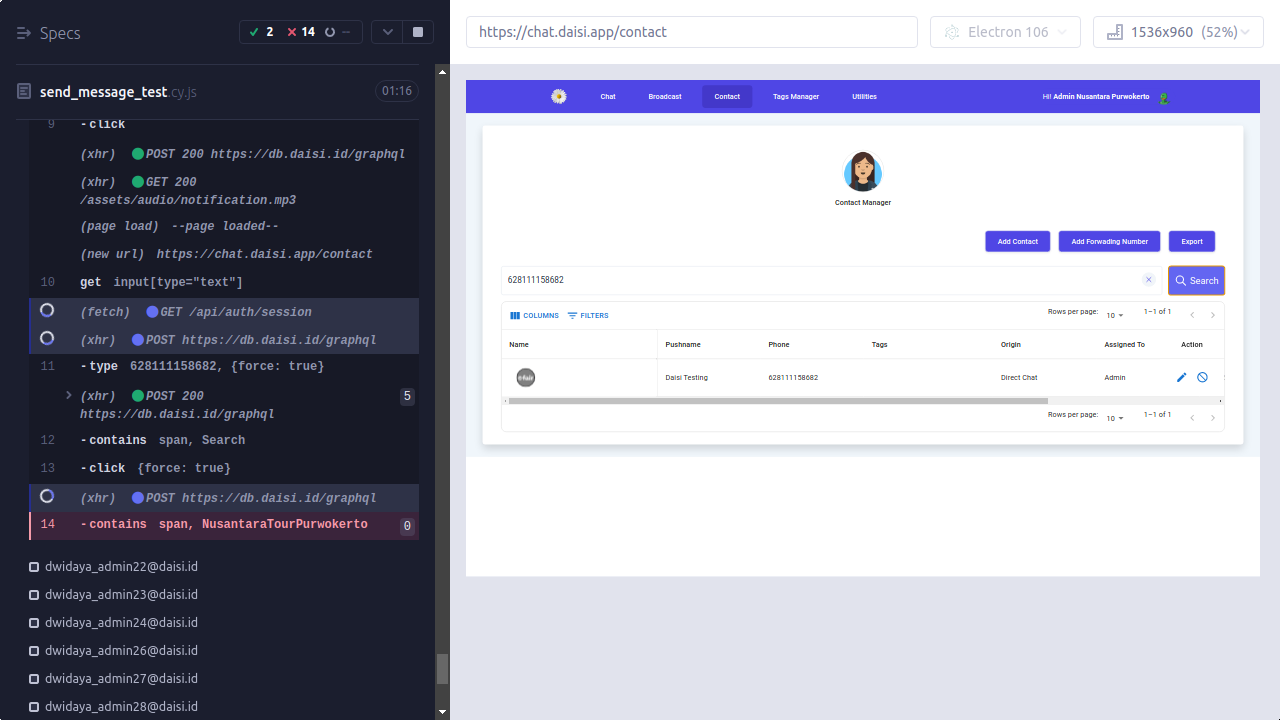 Specs
2
14
--
send_message_test.cy.js
01:16
9 -click
(xhr) POST 200 https://db.daisi.id/graphql
(xhr) GET 200
/assets/audio/notification.mp3
(page load) --page loaded--
(new url) https://chat.daisi.app/contact
10 get input[type="text"]
(fetch) GET /api/auth/session
(xhr) POST https://db.daisi.id/graphql
11 -type 628111158682, {force: true}
(xhr) POST 200
https://db.daisi.id/graphql
5
12 -contains span, Search
13 -click {force: true}
(xhr) POST https://db.daisi.id/graphql
14 -contains span, NusantaraTourPurwokerto 0
dwidaya_admin22@daisi.id
dwidaya_admin23@daisi.id
dwidaya_admin24@daisi.id
dwidaya_admin26@daisi.id
dwidaya_admin27@daisi.id
dwidaya_admin28@daisi.id
https://chat.daisi.app/contact
Electron 106
1536x960 (52%)
Chat Broadcast Contact Tags Manager Utilities
Hi! Admin Nusantara Purwokerto
Contact Manager
Add Contact Add Forwading Number Export
628111158682
Search
COLUMNS FILTERS
Rows per page: 10 1–1 of 1
Name Pushname Phone Tags Origin Assigned To Action
e-fair Daisi Testing 628111158682 Direct Chat Admin
Rows per page: 10 1–1 of 1